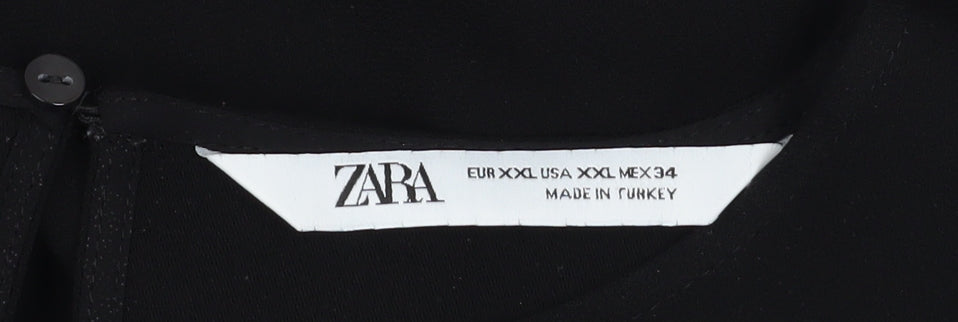 ZARA
EUR XXL USA XXL MEX 34
MADE IN TURKEY